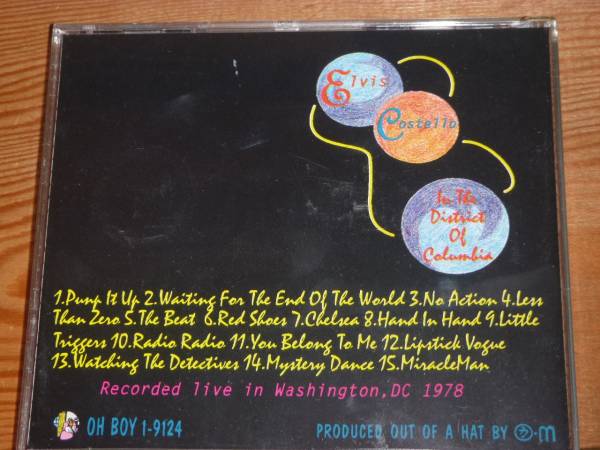 Elvis
Costello
In The
District
Of
Columbia
1.Pump It Up 2.Waiting For The End Of The World 3.No Action 4.Less
Than Zero 5.The Beat 6.Red Shoes 7.Chelsea 8.Hand In Hand 9.Little
Triggers 10.Radio Radio 11.You Belong To Me 12.Lipstick Vogue
13.Watching The Detectives 14.Mystery Dance 15.MiracleMan
Recorded live in Washington,DC 1978
OH BOY 1-9124
PRODUCED OUT OF A HAT BY